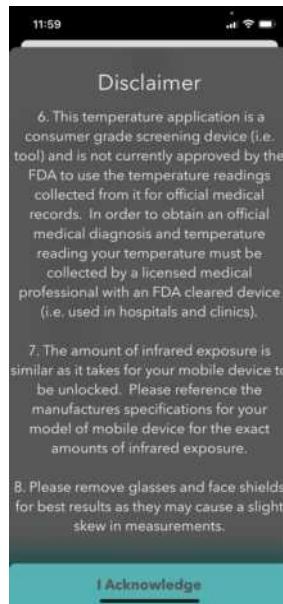 11:59
Disclaimer
6. This temperature application is a
consumer grade screening device (i.e.
tool) and is not currently approved by the
FDA to use the temperature readings
collected from it for official medical
records. In order to obtain an official
medical diagnosis and temperature
reading your temperature must be
collected by a licensed medical
professional with an FDA cleared device
(i.e. used in hospitals and clinics).
7. The amount of infrared exposure is
similar as it takes for your mobile device to
be unlocked. Please reference the
manufactures specifications for your
model of mobile device for the exact
amounts of infrared exposure.
8. Please remove glasses and face shields
for best results as they may cause a slight
skew in measurements.
I Acknowledge